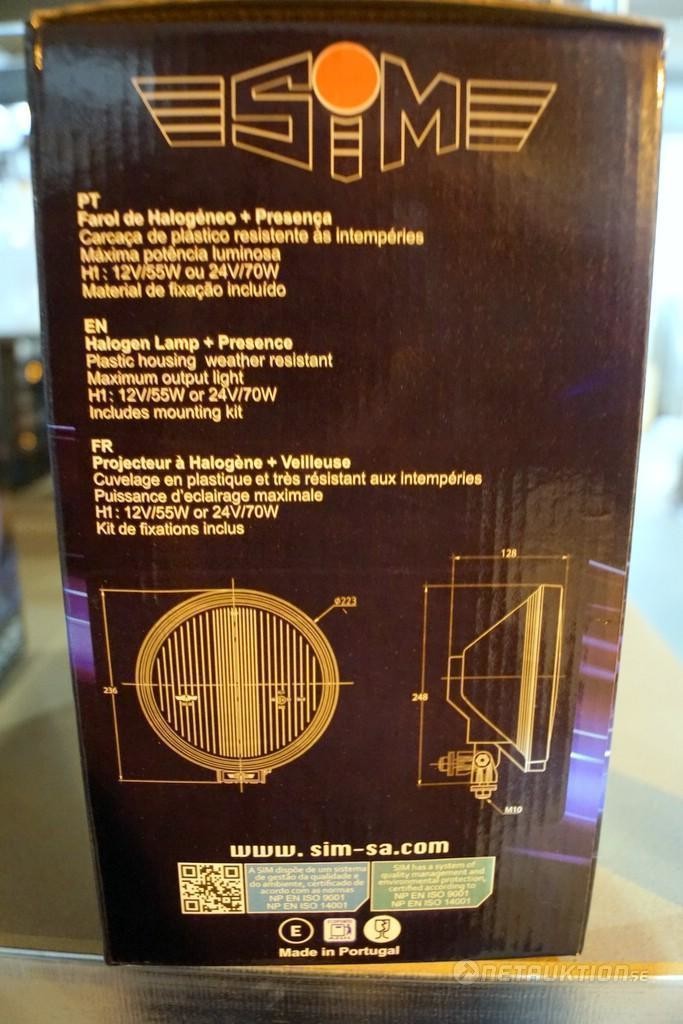 SIM
PT
Farol de Halogéneo + Presença
Carcaça de plástico resistente ás intempéries
Máxima potência luminosa
H1: 12V/55W ou 24V/70W
Material de fixação incluído
EN
Halogen Lamp + Presence
Plastic housing weather resistant
Maximum output light
H1: 12V/55W or 24V/70W
Includes mounting kit
FR
Projecteur à Halogène + Veilleuse
Cuvelage en plastique et très résistant aux intempéries
Puissance d'eclairage maximale
H1: 12V/55W or 24V/70W
Kit de fixations inclus
128
ø223
236
248
M10
www.sim-sa.com
A SIM dispõe de um sistema
de gestão da qualidade e
do ambiente, certificado de
acordo com as normas
NP EN ISO 9001
NP EN ISO 14001
SIM has a system of
quality management and
environmental protection,
certified according to
NP EN ISO 9001
NP EN ISO 14001
E
Made in Portugal
NETAUKTION.SE